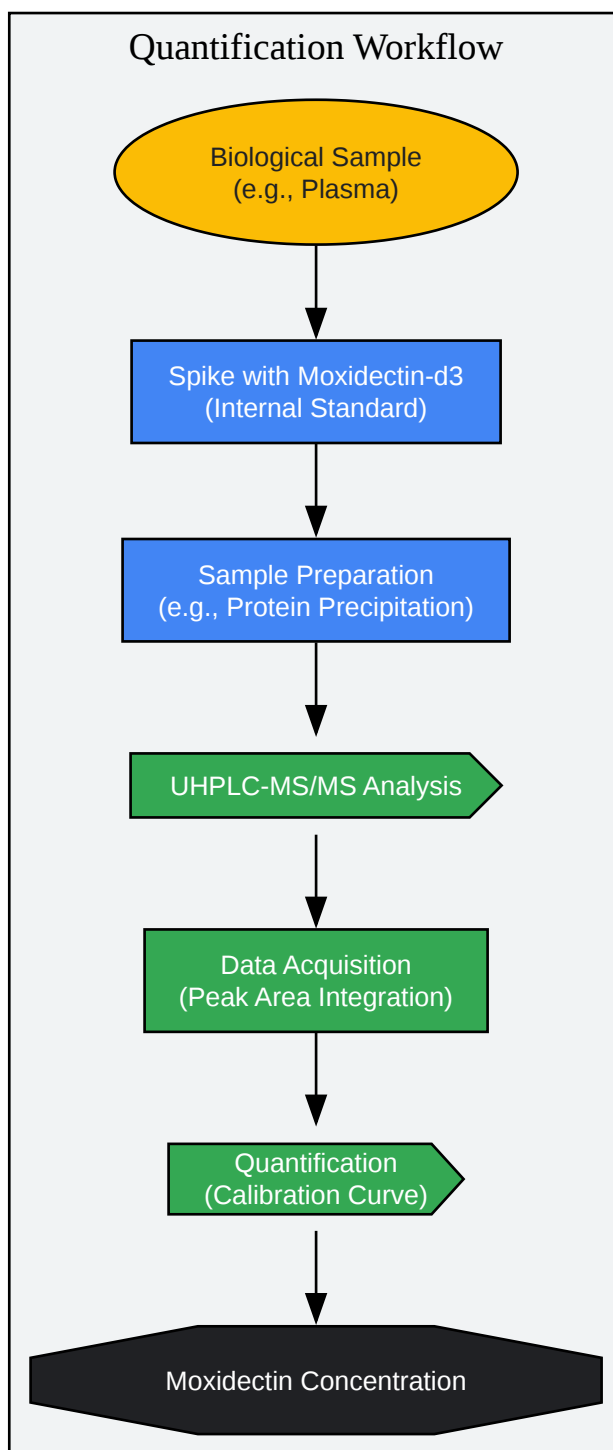 Quantification Workflow
Biological Sample
(e.g., Plasma)
Spike with Moxidectin-d3
(Internal Standard)
Sample Preparation
(e.g., Protein Precipitation)
UHPLC-MS/MS Analysis
Data Acquisition
(Peak Area Integration)
Quantification
(Calibration Curve)
Moxidectin Concentration